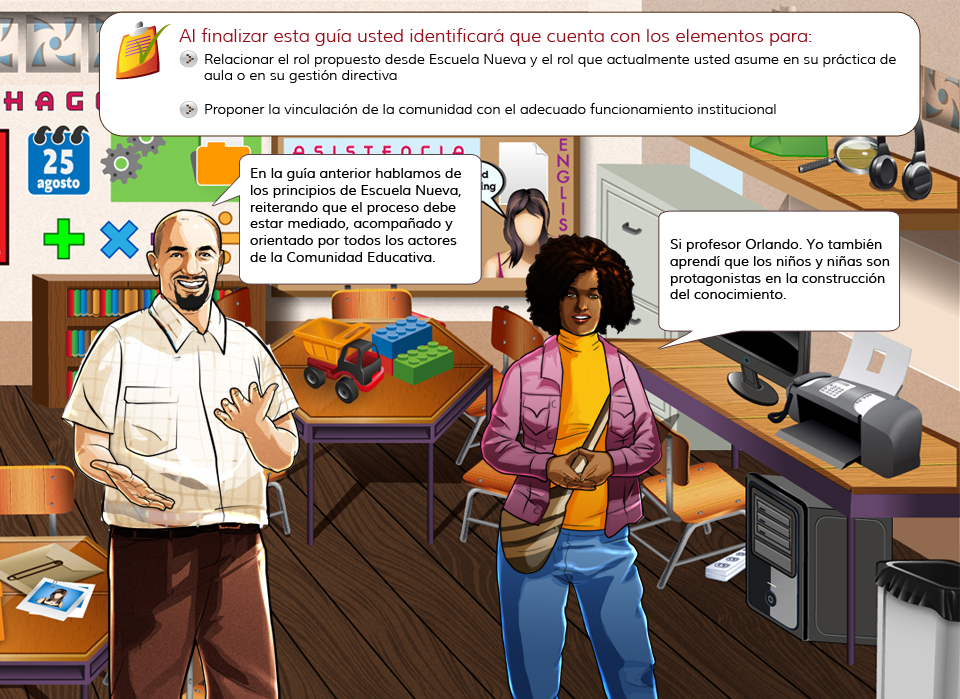 Al finalizar esta guía usted identificará que cuenta con los elementos para:
Relacionar el rol propuesto desde Escuela Nueva y el rol que actualmente usted asume en su práctica de
aula o en su gestión directiva
Proponer la vinculación de la comunidad con el adecuado funcionamiento institucional
HAG
25
agosto
ASISTENCIA
ENGLIS
En la guía anterior hablamos de
los principios de Escuela Nueva,
reiterando que el proceso debe
estar mediado, acompañado y
orientado por todos los actores
de la Comunidad Educativa.
Si profesor Orlando. Yo también
aprendí que los niños y niñas son
protagonistas en la construcción
del conocimiento.